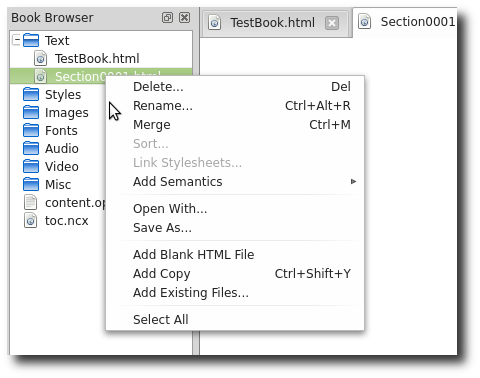 Book Browser
TestBook.html
Section0001
Text
TestBook.html
Section0001.html
Styles
Images
Fonts
Audio
Video
Misc
content.op
toc.ncx
Delete... Del
Rename... Ctrl+Alt+R
Merge Ctrl+M
Sort...
Link Stylesheets...
Add Semantics
Open With...
Save As...
Add Blank HTML File
Add Copy Ctrl+Shift+Y
Add Existing Files...
Select All